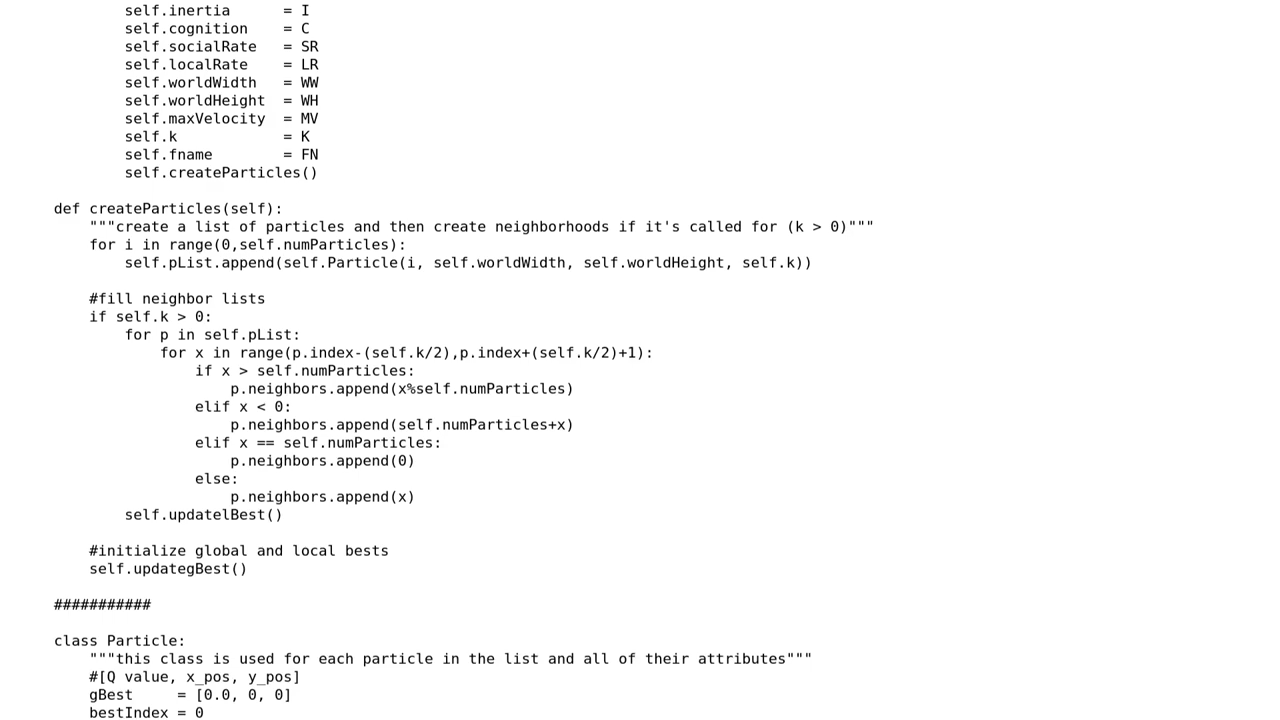 self.inertia      = I
        self.cognition    = C
        self.socialRate   = SR
        self.localRate    = LR
        self.worldWidth   = WW
        self.worldHeight  = WH
        self.maxVelocity  = MV
        self.k            = K
        self.fname        = FN
        self.createParticles()

def createParticles(self):
    """create a list of particles and then create neighborhoods if it's called for (k > 0)"""
    for i in range(0,self.numParticles):
        self.pList.append(self.Particle(i, self.worldWidth, self.worldHeight, self.k))

    #fill neighbor lists
    if self.k > 0:
        for p in self.pList:
            for x in range(p.index-(self.k/2),p.index+(self.k/2)+1):
                if x > self.numParticles:
                    p.neighbors.append(x%self.numParticles)
                elif x < 0:
                    p.neighbors.append(self.numParticles+x)
                elif x == self.numParticles:
                    p.neighbors.append(0)
                else:
                    p.neighbors.append(x)
        self.updatelBest()

    #initialize global and local bests
    self.updategBest()

###########

class Particle:
    """this class is used for each particle in the list and all of their attributes"""
    #[Q value, x_pos, y_pos]
    gBest     = [0.0, 0, 0]
    bestIndex = 0